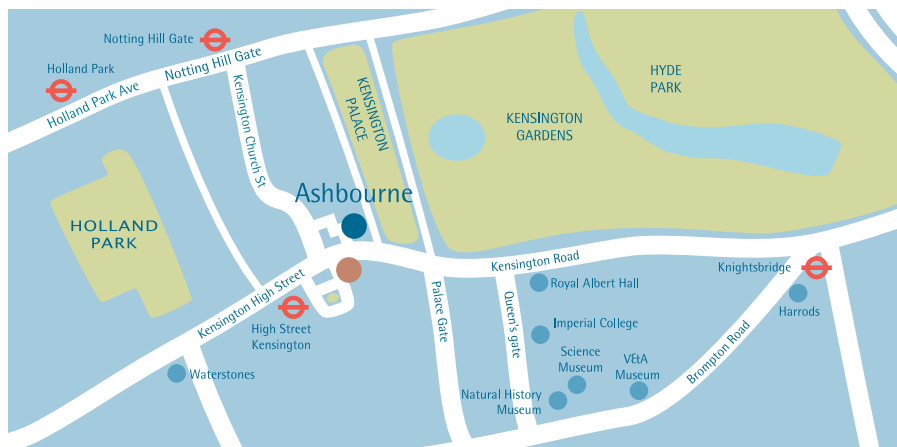 Notting Hill Gate
Holland Park
Notting Hill Gate
Holland Park Ave
Kensington Church St
KENSINGTON
PALACE
HYDE
PARK
KENSINGTON
GARDENS
Ashbourne
HOLLAND
PARK
Kensington Road
Knightsbridge
Kensington High Street
Royal Albert Hall
Harrods
Palace Gate
Queen's gate
High Street
Kensington
Imperial College
Brompton Road
Science
Museum
V&A
Museum
Waterstones
Natural History
Museum